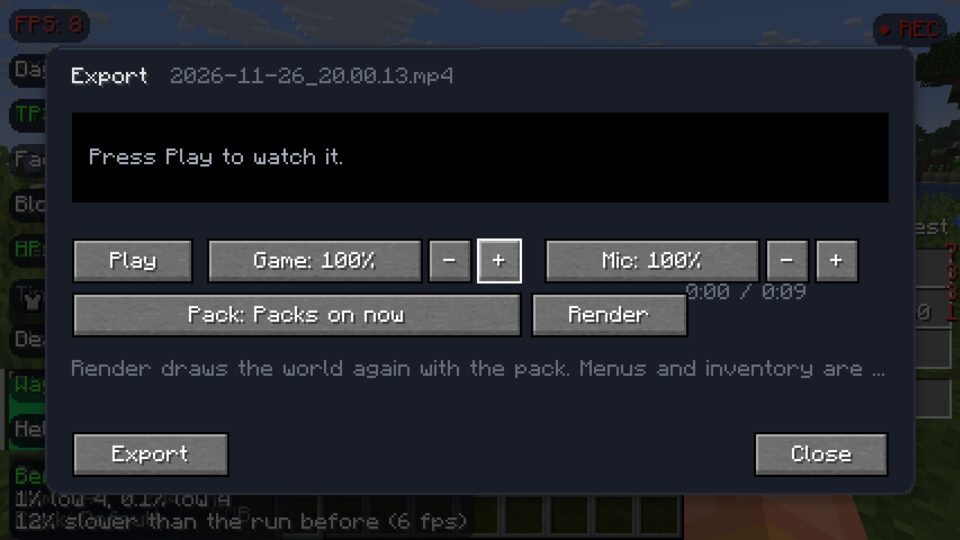 FPS: 8
REC
Export 2026-11-26_20.00.13.mp4
Press Play to watch it.
Play Game: 100% - + Mic: 100% - +
0:00 / 0:09
Pack: Packs on now Render
Render draws the world again with the pack. Menus and inventory are ...
Export Close
1% low 4, 0.1% low 4
12% slower than the run before (6 fps)